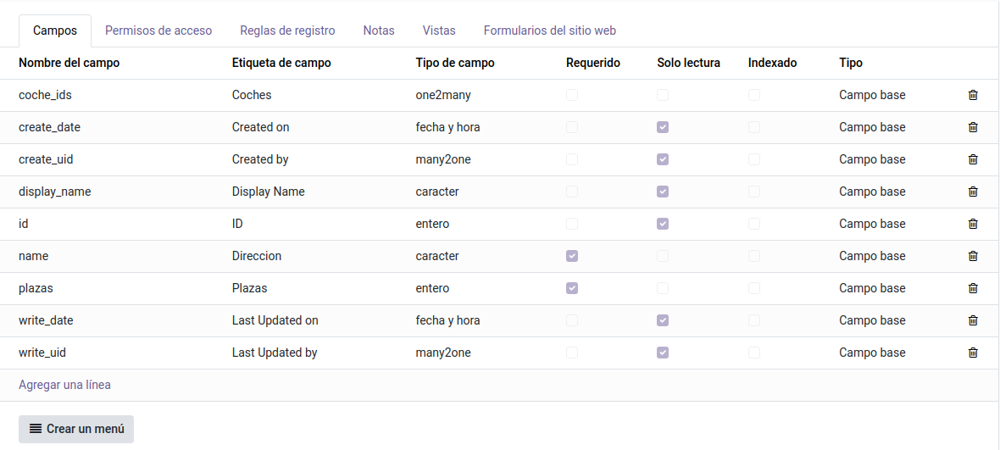 Campos Permisos de acceso Reglas de registro Notas Vistas Formularios del sitio web
Nombre del campo Etiqueta de campo Tipo de campo Requerido Solo lectura Indexado Tipo
coche_ids Coches one2many Campo base
create_date Created on fecha y hora Campo base
create_uid Created by many2one Campo base
display_name Display Name caracter Campo base
id ID entero Campo base
name Direccion caracter Campo base
plazas Plazas entero Campo base
write_date Last Updated on fecha y hora Campo base
write_uid Last Updated by many2one Campo base
Agregar una línea
Crear un menú